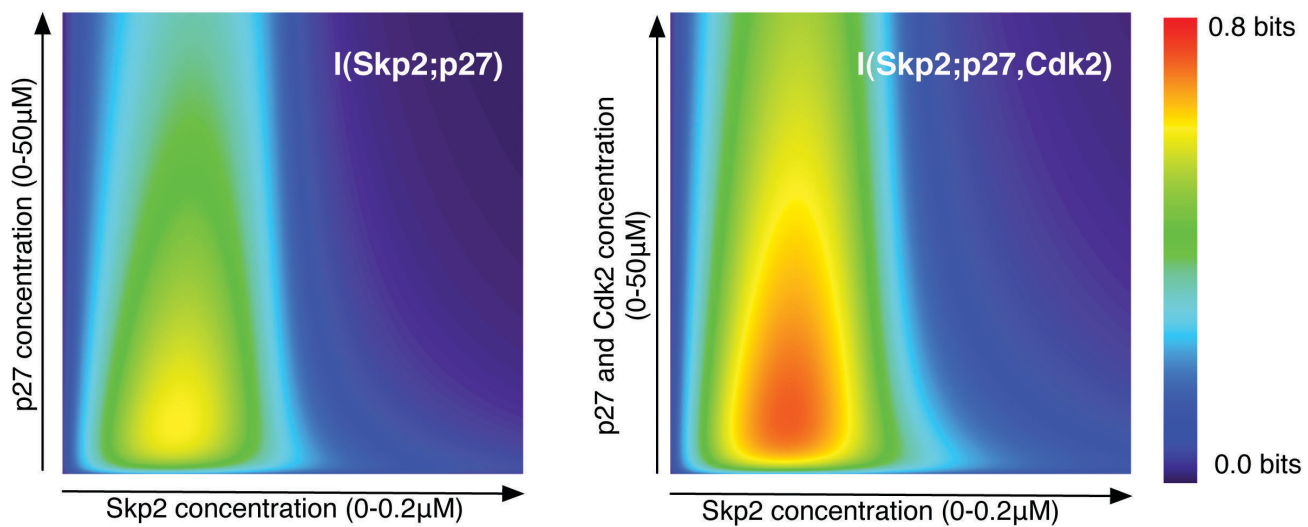 p27 concentration (0-50µM)
I(Skp2;p27)
Skp2 concentration (0-0.2µM)
p27 and Cdk2 concentration
(0-50µM)
I(Skp2;p27,Cdk2)
Skp2 concentration (0-0.2µM)
0.8 bits
0.0 bits